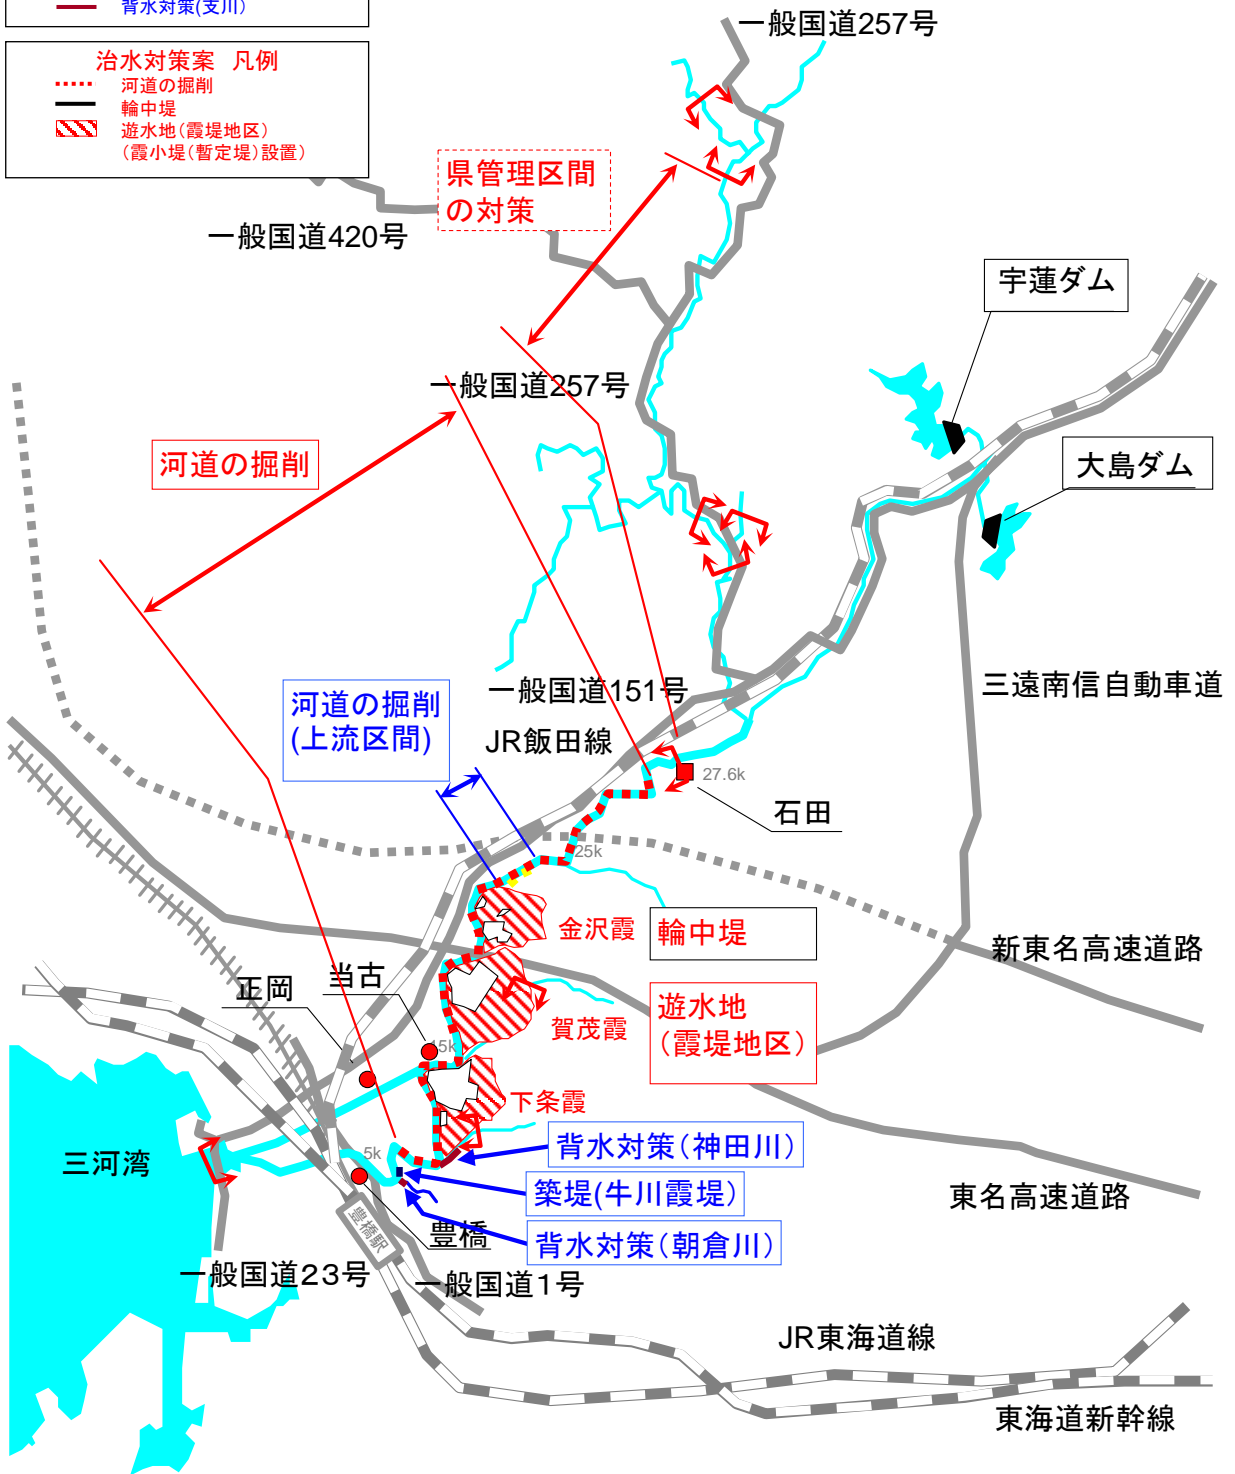 背水対策(支川)
治水対策案 凡例
河道の掘削
輪中堤
遊水地(霞堤地区)
(霞小堤(暫定堤)設置)
一般国道257号
県管理区間
の対策
一般国道420号
宇蓮ダム
一般国道257号
河道の掘削
大島ダム
三遠南信自動車道
一般国道151号
河道の掘削
(上流区間)
JR飯田線
27.6k
石田
25k
金沢霞
輪中堤
新東名高速道路
当古
正岡
遊水地
(霞堤地区)
賀茂霞
15k
下条霞
背水対策(神田川)
三河湾
5k
築堤(牛川霞堤)
東名高速道路
豊橋駅
豊橋
背水対策(朝倉川)
一般国道23号
一般国道1号
JR東海道線
東海道新幹線